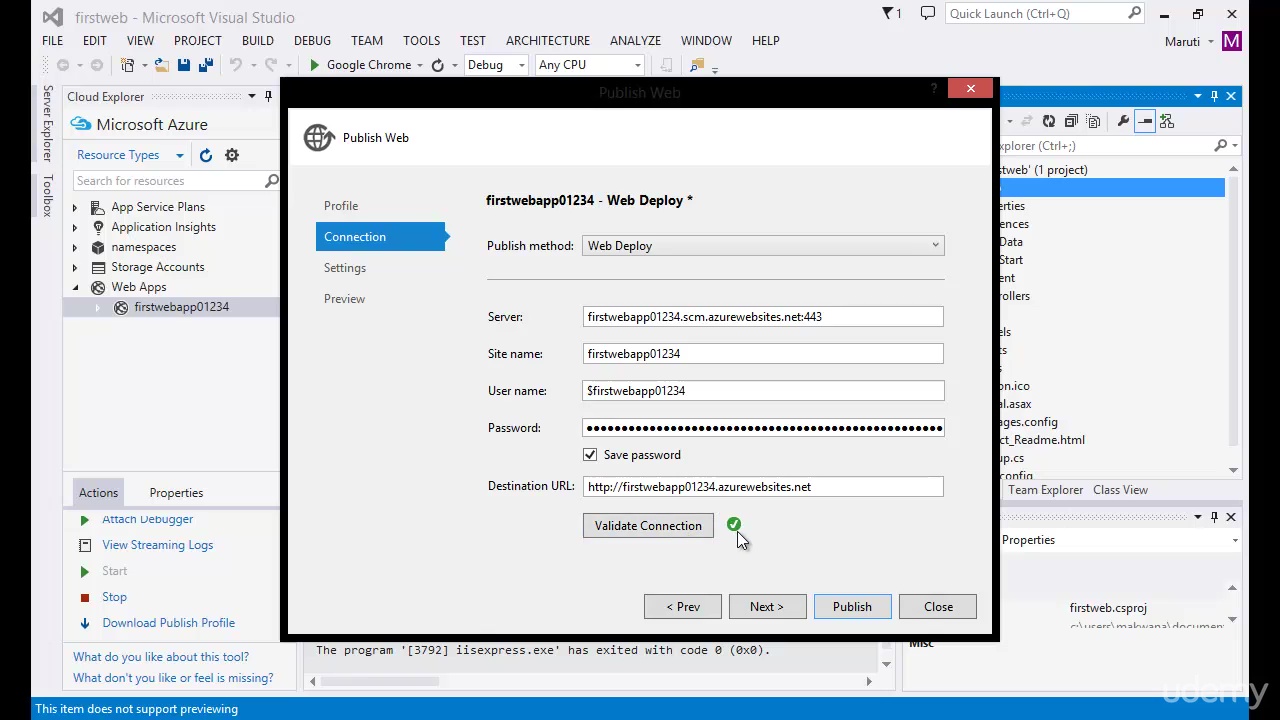 firstweb - Microsoft Visual Studio
1
Quick Launch (Ctrl+Q)
FILE EDIT VIEW PROJECT BUILD DEBUG TEAM TOOLS TEST ARCHITECTURE ANALYZE WINDOW HELP
Maruti M
Google Chrome Debug Any CPU
Server Explorer
Toolbox
Cloud Explorer
Microsoft Azure
Resource Types
Search for resources
App Service Plans
Application Insights
namespaces
Storage Accounts
Web Apps
firstwebapp01234
Actions Properties
Attach Debugger
View Streaming Logs
Start
Stop
Download Publish Profile
What do you like about this tool?
What don't you like or feel is missing?
Publish Web
?
Publish Web
Profile
Connection
Settings
Preview
firstwebapp01234 - Web Deploy *
Publish method: Web Deploy
Server: firstwebapp01234.scm.azurewebsites.net:443
Site name: firstwebapp01234
User name: $firstwebapp01234
Password: ●●●●●●●●●●●●●●●●●●●●●●●●●●●●●●●●●●●●●●●●●●●●●●●●●●●
Save password
Destination URL: http://firstwebapp01234.azurewebsites.net
Validate Connection
< Prev Next > Publish Close
The program '[3792] iisexpress.exe' has exited with code 0 (0x0).
xplorer (Ctrl+;)
stweb' (1 project)
erties
rences
Data
Start
ent
rollers
els
ts
s
on.ico
al.asax
ages.config
ct_Readme.html
up.cs
config
Team Explorer Class View
Properties
firstweb.csproj
c:\users\makwana\documen
Misc
This item does not support previewing
udemy